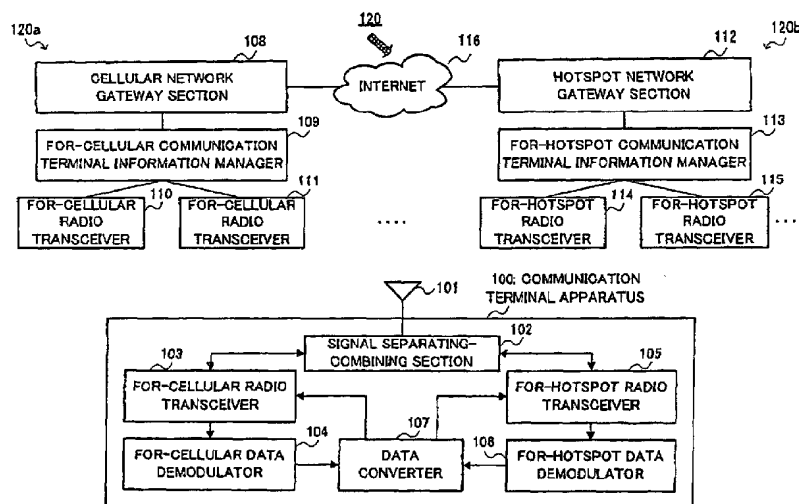 120a
108
120
116
112
120b
CELLULAR NETWORK
GATEWAY SECTION
INTERNET
HOTSPOT NETWORK
GATEWAY SECTION
109
113
FOR-CELLULAR COMMUNICATION
TERMINAL INFORMATION MANAGER
FOR-HOTSPOT COMMUNICATION
TERMINAL INFORMATION MANAGER
110
111
114
115
FOR-CELLULAR
RADIO
TRANSCEIVER
FOR-CELLULAR
RADIO
TRANSCEIVER
....
FOR-HOTSPOT
RADIO
TRANSCEIVER
FOR-HOTSPOT
RADIO
TRANSCEIVER
...
101
100: COMMUNICATION
TERMINAL APPARATUS
102
SIGNAL SEPARATING-
COMBINING SECTION
103
105
FOR-CELLULAR RADIO
TRANSCEIVER
FOR-HOTSPOT RADIO
TRANSCEIVER
104
107
106
FOR-CELLULAR DATA
DEMODULATOR
DATA
CONVERTER
FOR-HOTSPOT DATA
DEMODULATOR